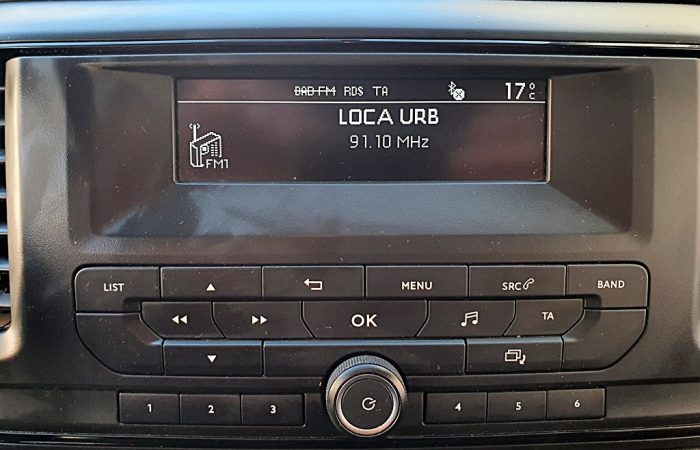 DAB-FM RDS TA 17°C
LOCA URB
91.10 MHz
FM1
LIST MENU SRC BAND
OK TA
1 2 3 4 5 6